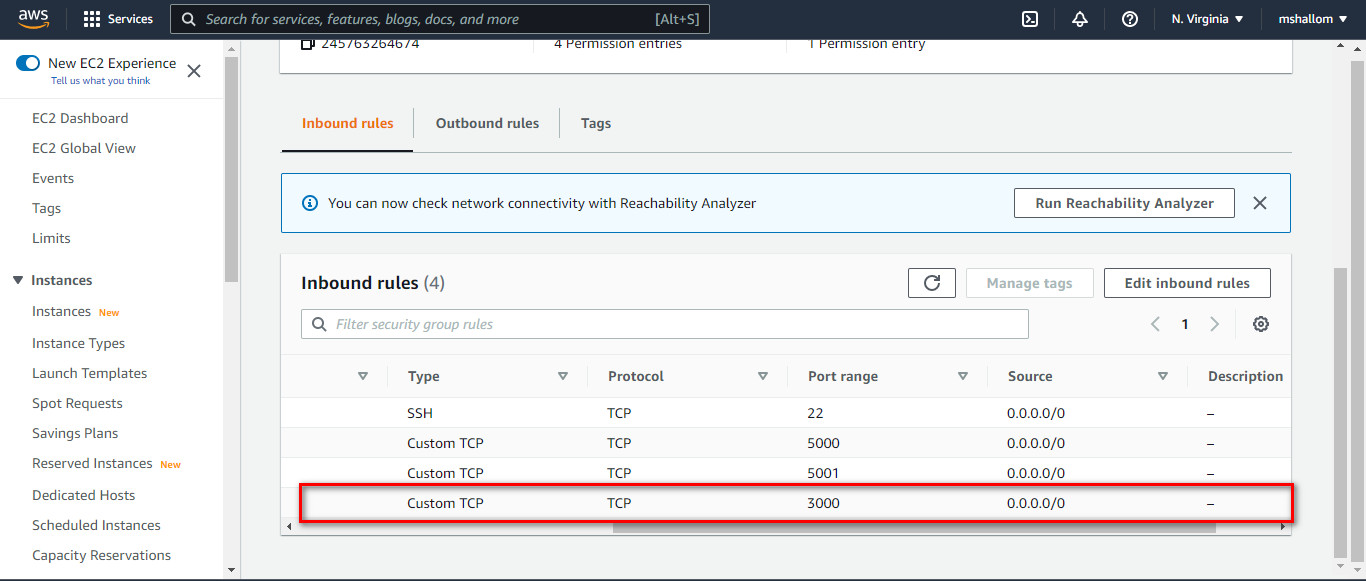 aws Services Search for services, features, blogs, docs, and more [Alt+S] N. Virginia mshallom
New EC2 Experience
Tell us what you think
EC2 Dashboard
EC2 Global View
Events
Tags
Limits
Instances
Instances New
Instance Types
Launch Templates
Spot Requests
Savings Plans
Reserved Instances New
Dedicated Hosts
Scheduled Instances
Capacity Reservations
245763264674 4 Permission entries 1 Permission entry
Inbound rules Outbound rules Tags
You can now check network connectivity with Reachability Analyzer Run Reachability Analyzer
Inbound rules (4) Manage tags Edit inbound rules
Filter security group rules 1
Type Protocol Port range Source Description
SSH TCP 22 0.0.0.0/0 –
Custom TCP TCP 5000 0.0.0.0/0 –
Custom TCP TCP 5001 0.0.0.0/0 –
Custom TCP TCP 3000 0.0.0.0/0 –